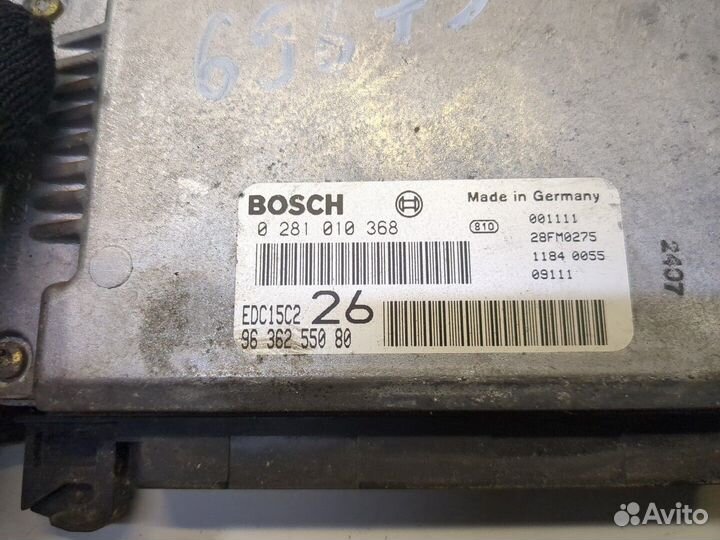 BOSCH
Made in Germany
0 281 010 368
810
001111
28FM0275
1184 0055
09111
EDC15C2 26
96 362 550 80
2407
Avito